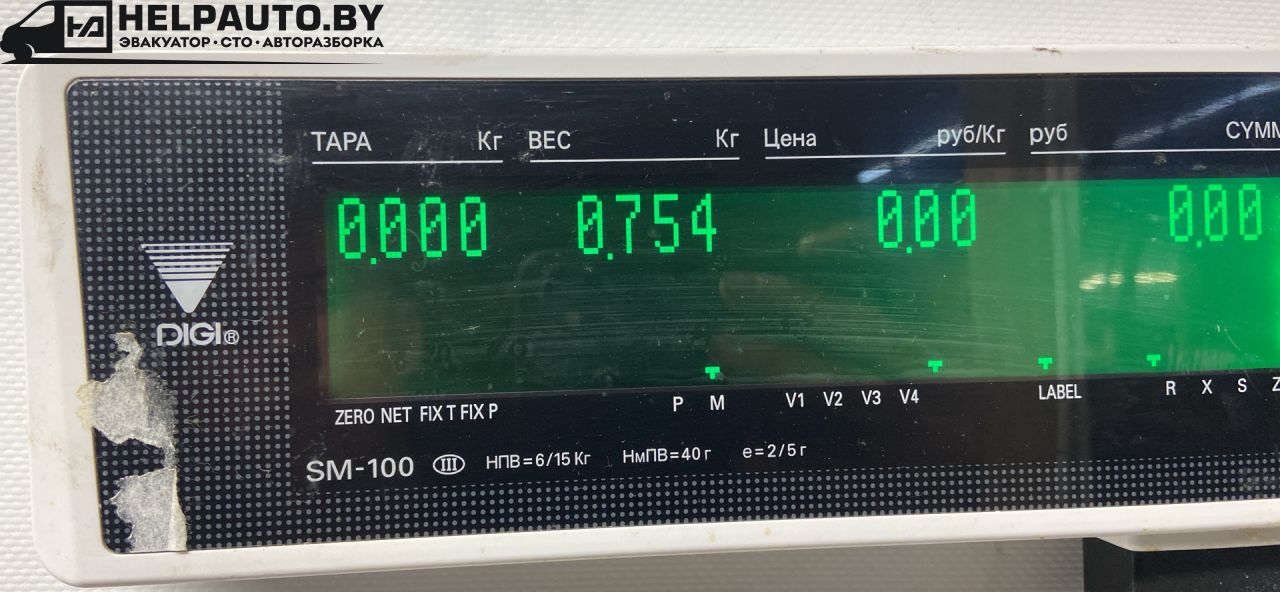 HELPAUTO.BY
ЭВАКУАТОР · СТО · АВТОРАЗБОРКА
ТАРА Кг ВЕС Кг Цена руб/Кг руб СУММ
0.000 0.754 0.00 0.00
DIGI®
ZERO NET FIX T FIX P P M V1 V2 V3 V4 LABEL R X S Z
SM-100 III НПВ=6/15 Кг НмПВ=40 г е=2/5 г